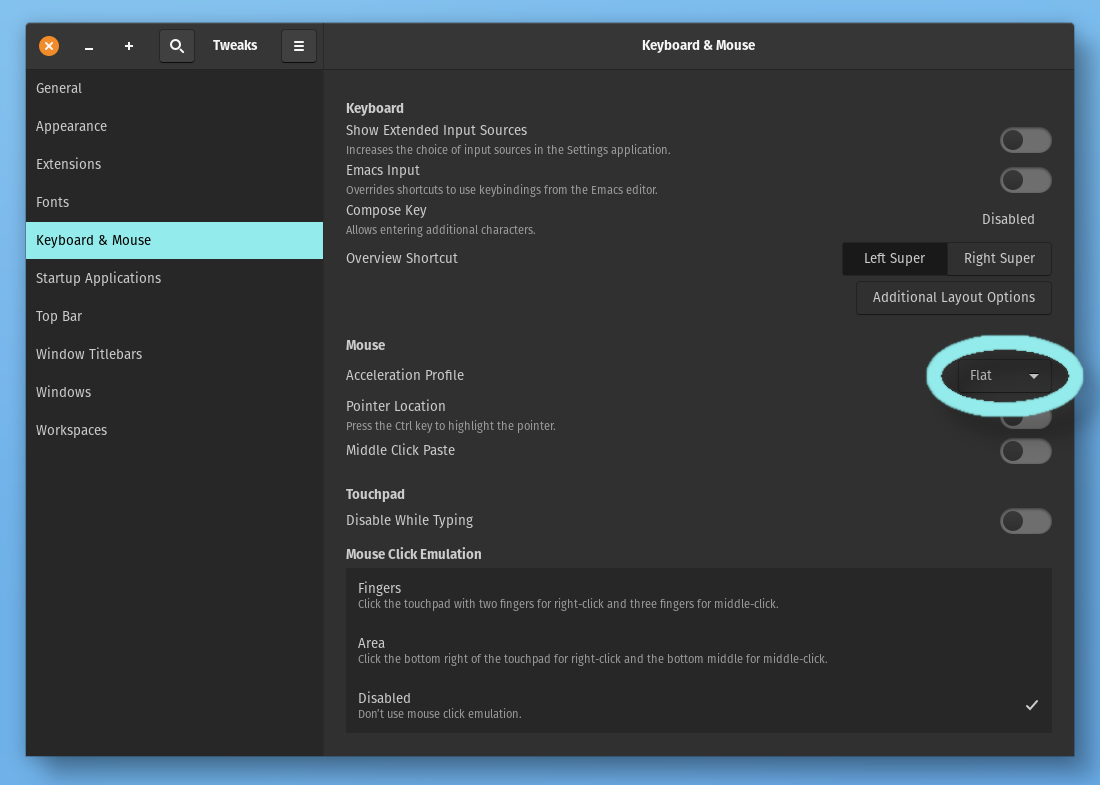 Tweaks
Keyboard & Mouse
General
Appearance
Extensions
Fonts
Keyboard & Mouse
Startup Applications
Top Bar
Window Titlebars
Windows
Workspaces
Keyboard
Show Extended Input Sources
Increases the choice of input sources in the Settings application.
Emacs Input
Overrides shortcuts to use keybindings from the Emacs editor.
Compose Key
Disabled
Allows entering additional characters.
Overview Shortcut
Left Super
Right Super
Additional Layout Options
Mouse
Acceleration Profile
Flat
Pointer Location
Press the Ctrl key to highlight the pointer.
Middle Click Paste
Touchpad
Disable While Typing
Mouse Click Emulation
Fingers
Click the touchpad with two fingers for right-click and three fingers for middle-click.
Area
Click the bottom right of the touchpad for right-click and the bottom middle for middle-click.
Disabled
Don't use mouse click emulation.